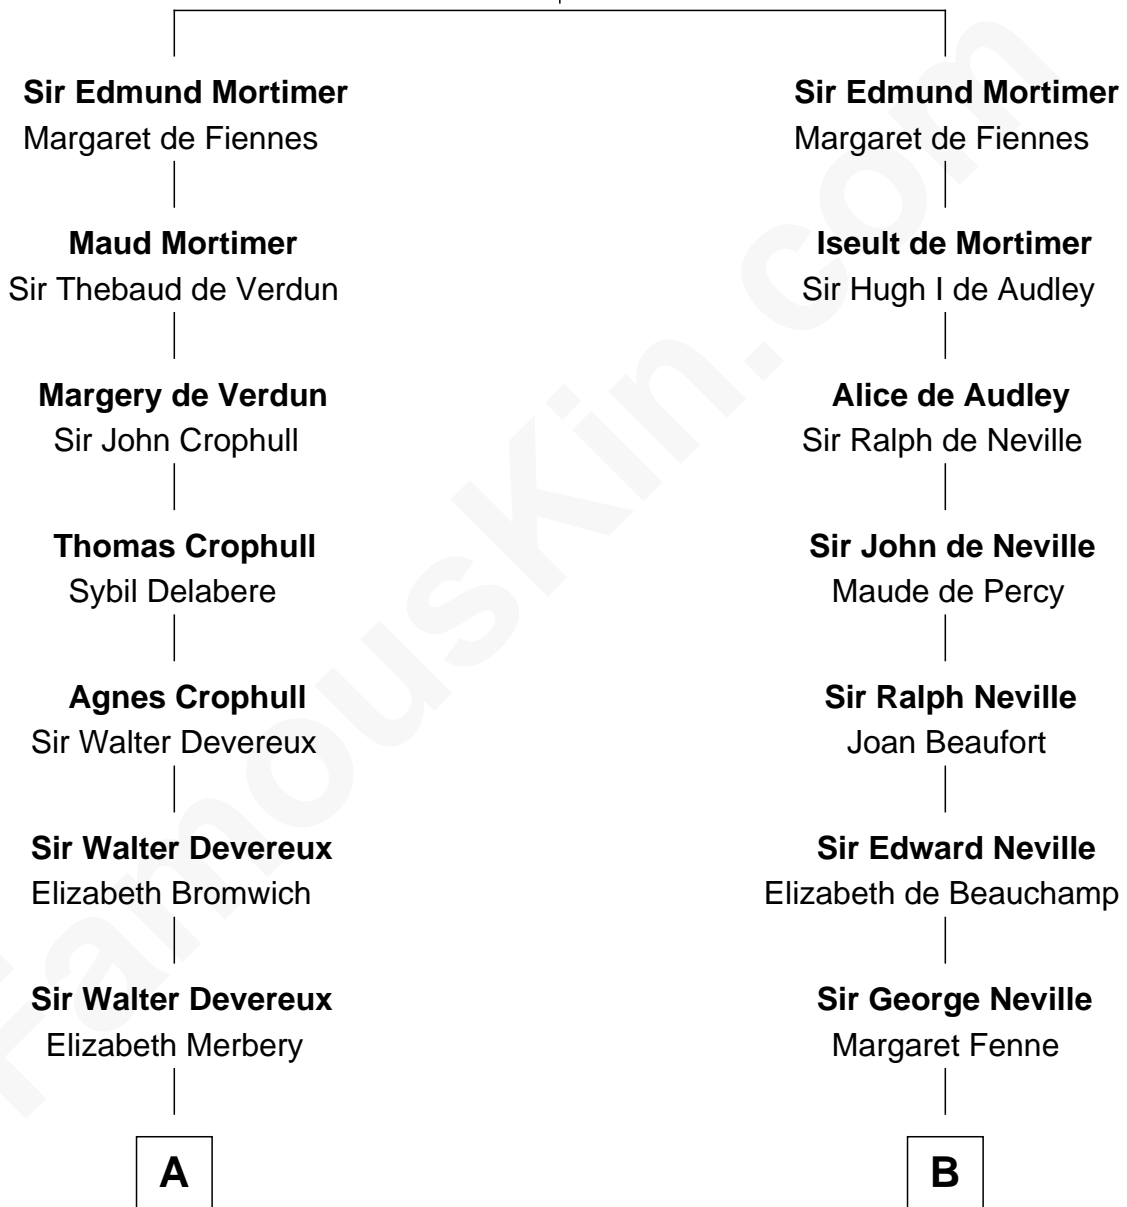 Sir Edmund Mortimer
Margaret de Fiennes
Maud Mortimer
Sir Thebaud de Verdun
Margery de Verdun
Sir John Crophull
Thomas Crophull
Sybil Delabere
Agnes Crophull
Sir Walter Devereux
Sir Walter Devereux
Elizabeth Bromwich
Sir Walter Devereux
Elizabeth Merbery
A
Sir Edmund Mortimer
Margaret de Fiennes
Iseult de Mortimer
Sir Hugh I de Audley
Alice de Audley
Sir Ralph de Neville
Sir John de Neville
Maude de Percy
Sir Ralph Neville
Joan Beaufort
Sir Edward Neville
Elizabeth de Beauchamp
Sir George Neville
Margaret Fenne
B
FamousKin.com